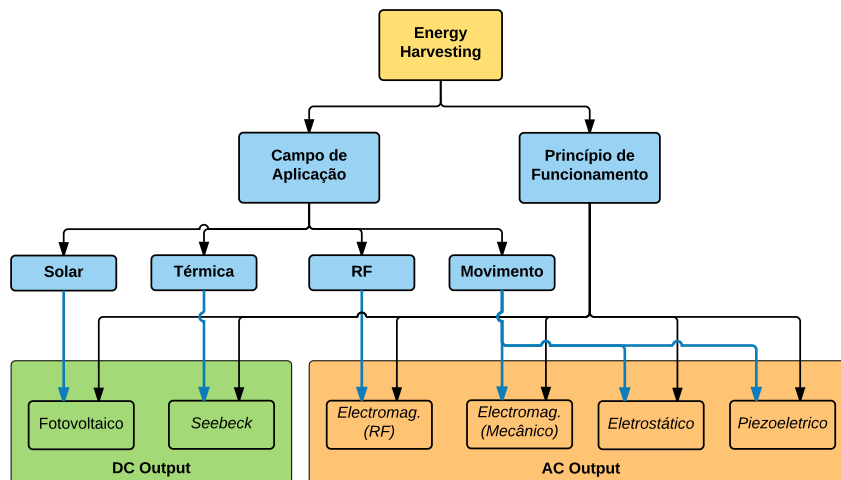 Energy
Harvesting
Campo de
Aplicação
Princípio de
Funcionamento
Solar
Térmica
RF
Movimento
Fotovoltaico
Seebeck
Electromag.
(RF)
Electromag.
(Mecânico)
Eletrostático
Piezoeletrico
DC Output
AC Output